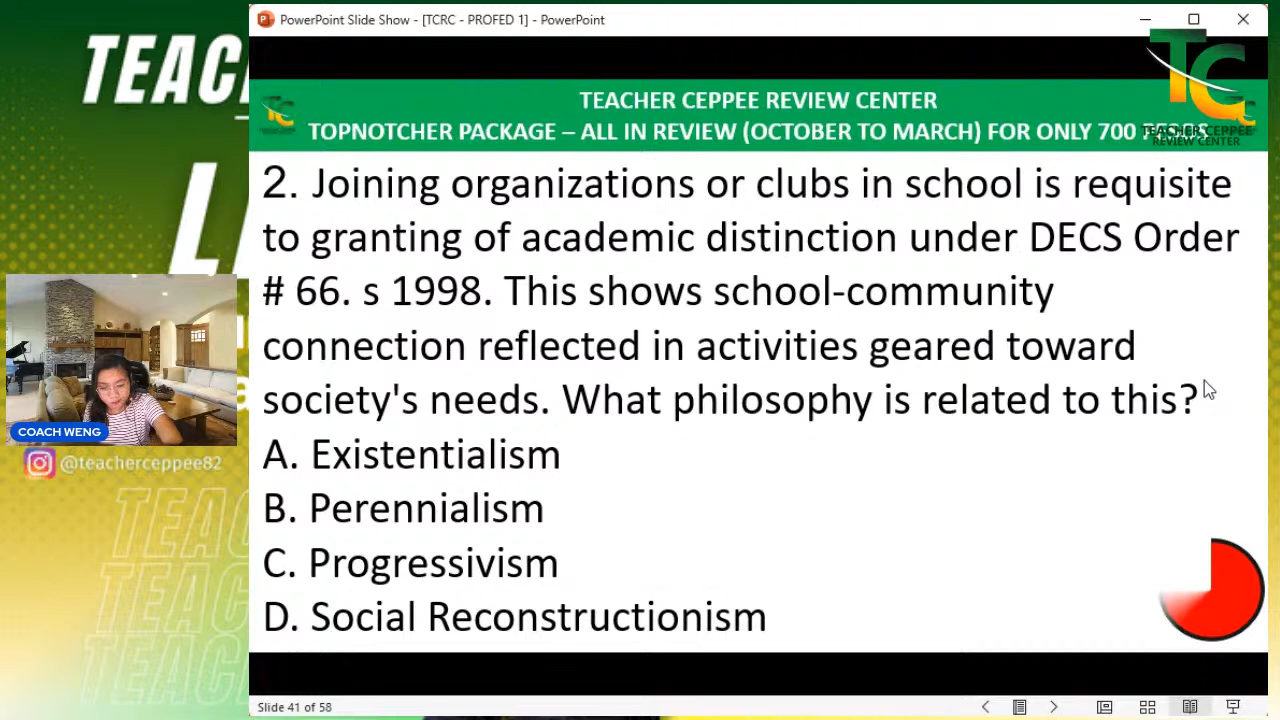 PowerPoint Slide Show - [TCRC - PROFED 1] - PowerPoint
TEACHER CEPPEE REVIEW CENTER
TOPNOTCHER PACKAGE – ALL IN REVIEW (OCTOBER TO MARCH) FOR ONLY 700
TEACHER CEPPEE
REVIEW CENTER
2. Joining organizations or clubs in school is requisite
to granting of academic distinction under DECS Order
# 66. s 1998. This shows school-community
connection reflected in activities geared toward
society's needs. What philosophy is related to this?
A. Existentialism
B. Perennialism
C. Progressivism
D. Social Reconstructionism
COACH WENG
@teacherceppee82
Slide 41 of 58